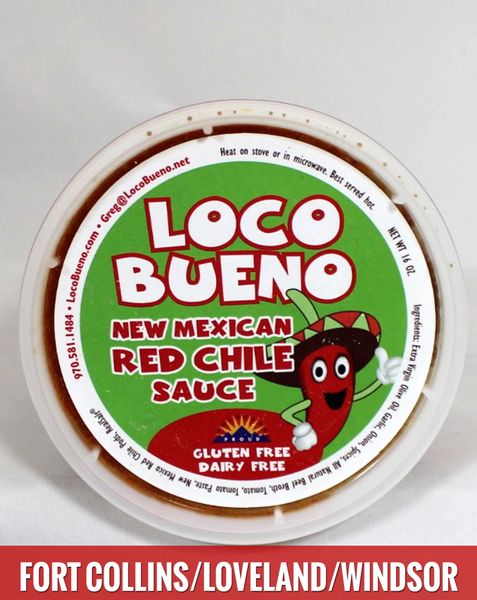 Heat on stove or in microwave. Best served hot.
NET WT 16 OZ.
Ingredients: Extra Virgin Olive Oil, Garlic, Onion, Spices, All Natural Beef Broth, Tomato, Tomato Paste, New Mexico Red Chile Pods, RealSalt®
970.581.1484 • LocoBueno.com • Greg@LocoBueno.net
LOCO
BUENO
NEW MEXICAN
RED CHILE
SAUCE
PROUD
GLUTEN FREE
DAIRY FREE
FORT COLLINS/LOVELAND/WINDSOR